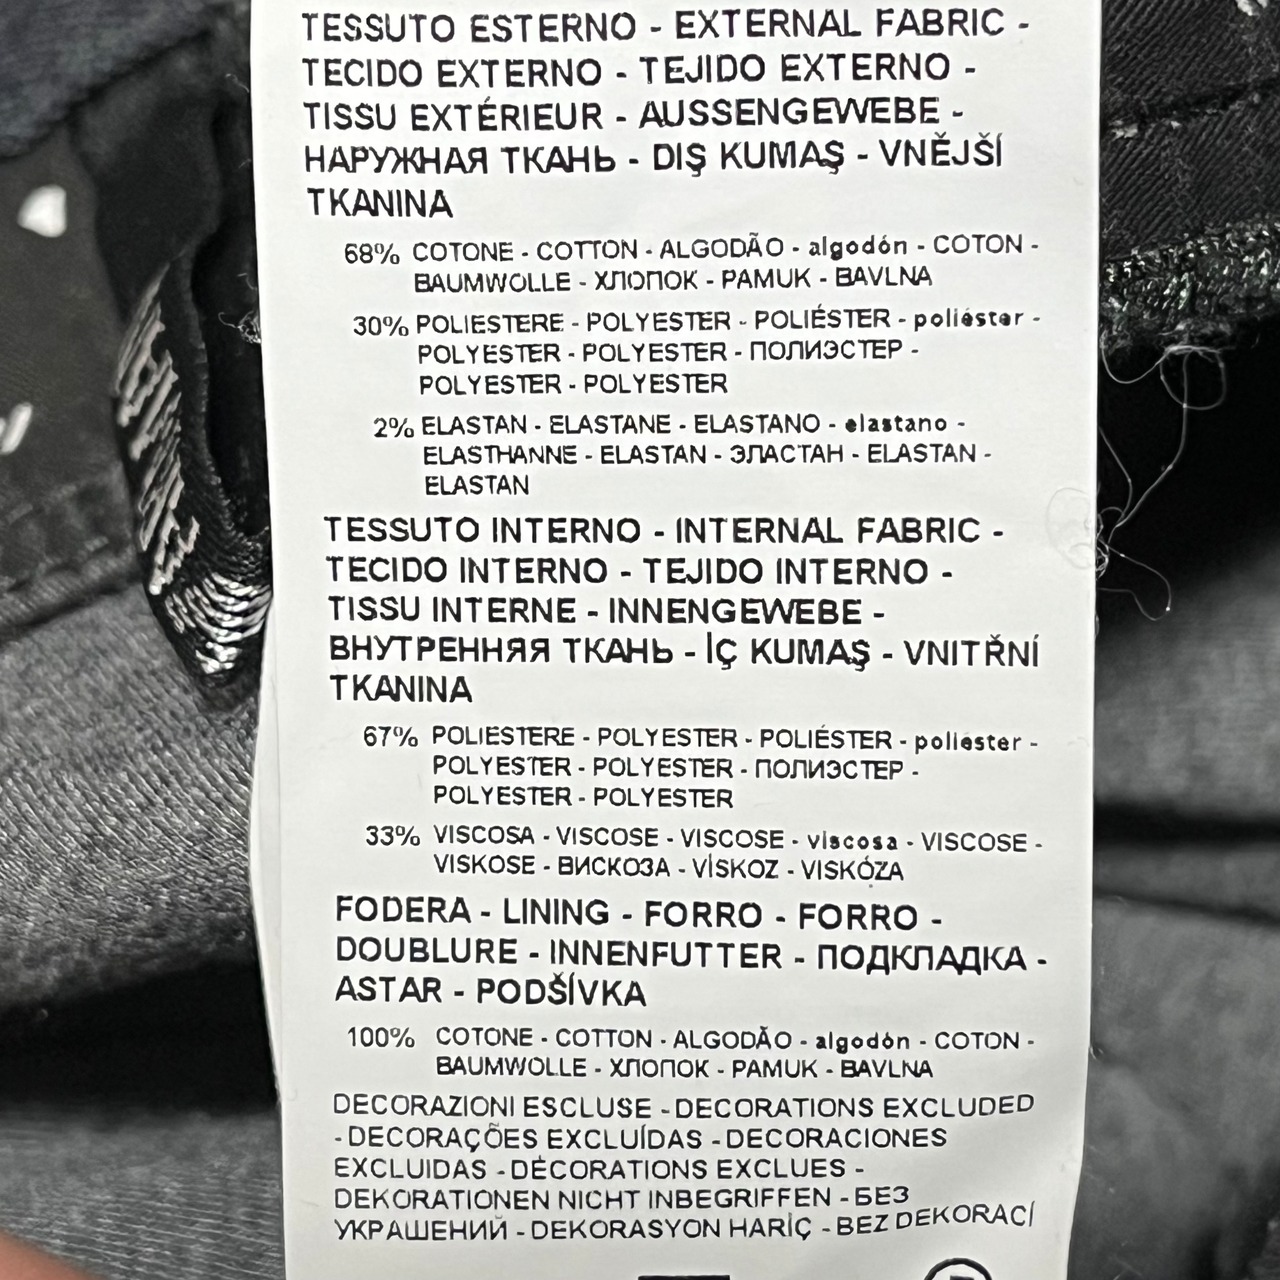 TESSUTO ESTERNO - EXTERNAL FABRIC -
TECIDO EXTERNO - TEJIDO EXTERNO -
TISSU EXTÉRIEUR - AUSSENGEWEBE -
НАРУЖНАЯ ТКАНЬ - DIŞ KUMAŞ - VNĚJŠÍ
TKANINA
68% COTONE - COTTON - ALGODÃO - algodón - COTON -
BAUMWOLLE - ХЛОПОК - PAMUK - BAVLNA
30% POLIESTERE - POLYESTER - POLIÉSTER - poliéster -
POLYESTER - POLYESTER - ПОЛИЭСТЕР -
POLYESTER - POLYESTER
2% ELASTAN - ELASTANE - ELASTANO - elastano -
ELASTHANNE - ELASTAN - ЭЛАСТАН - ELASTAN -
ELASTAN
TESSUTO INTERNO - INTERNAL FABRIC -
TECIDO INTERNO - TEJIDO INTERNO -
TISSU INTERNE - INNENGEWEBE -
ВНУТРЕННЯЯ ТКАНЬ - İÇ KUMAŞ - VNITŘNÍ
TKANINA
67% POLIESTERE - POLYESTER - POLIÉSTER - poliester -
POLYESTER - POLYESTER - ПОЛИЭСТЕР -
POLYESTER - POLYESTER
33% VISCOSA - VISCOSE - VISCOSE - viscosa - VISCOSE -
VISKOSE - ВИСКОЗА - VİSKOZ - VISKÓZA
FODERA - LINING - FORRO - FORRO -
DOUBLURE - INNENFUTTER - ПОДКЛАДКА -
ASTAR - PODŠÍVKA
100% COTONE - COTTON - ALGODÃO - algodón - COTON -
BAUMWOLLE - ХЛОПОК - PAMUK - BAVLNA
DECORAZIONI ESCLUSE - DECORATIONS EXCLUDED
- DECORAÇÕES EXCLUÍDAS - DECORACIONES
EXCLUIDAS - DÉCORATIONS EXCLUES -
DEKORATIONEN NICHT INBEGRIFFEN - БЕЗ
УКРАШЕНИЙ - DEKORASYON HARİÇ - BEZ DEKORACÍ